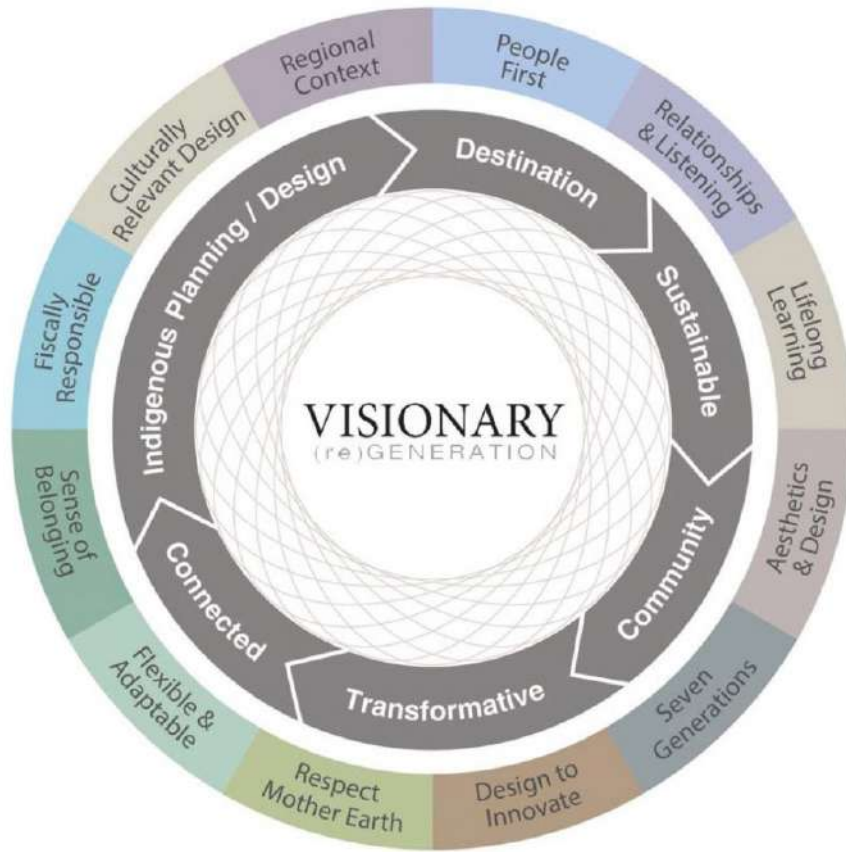 People
First
Relationships
& Listening
Lifelong
Learning
Aesthetics
& Design
Seven
Generations
Design to
Innovate
Respect
Mother Earth
Flexible &
Adaptable
Sense of
Belonging
Fiscally
Responsible
Culturally
Relevant Design
Regional
Context
Destination
Sustainable
Community
Transformative
Connected
Indigenous Planning / Design
VISIONARY
(re)GENERATION